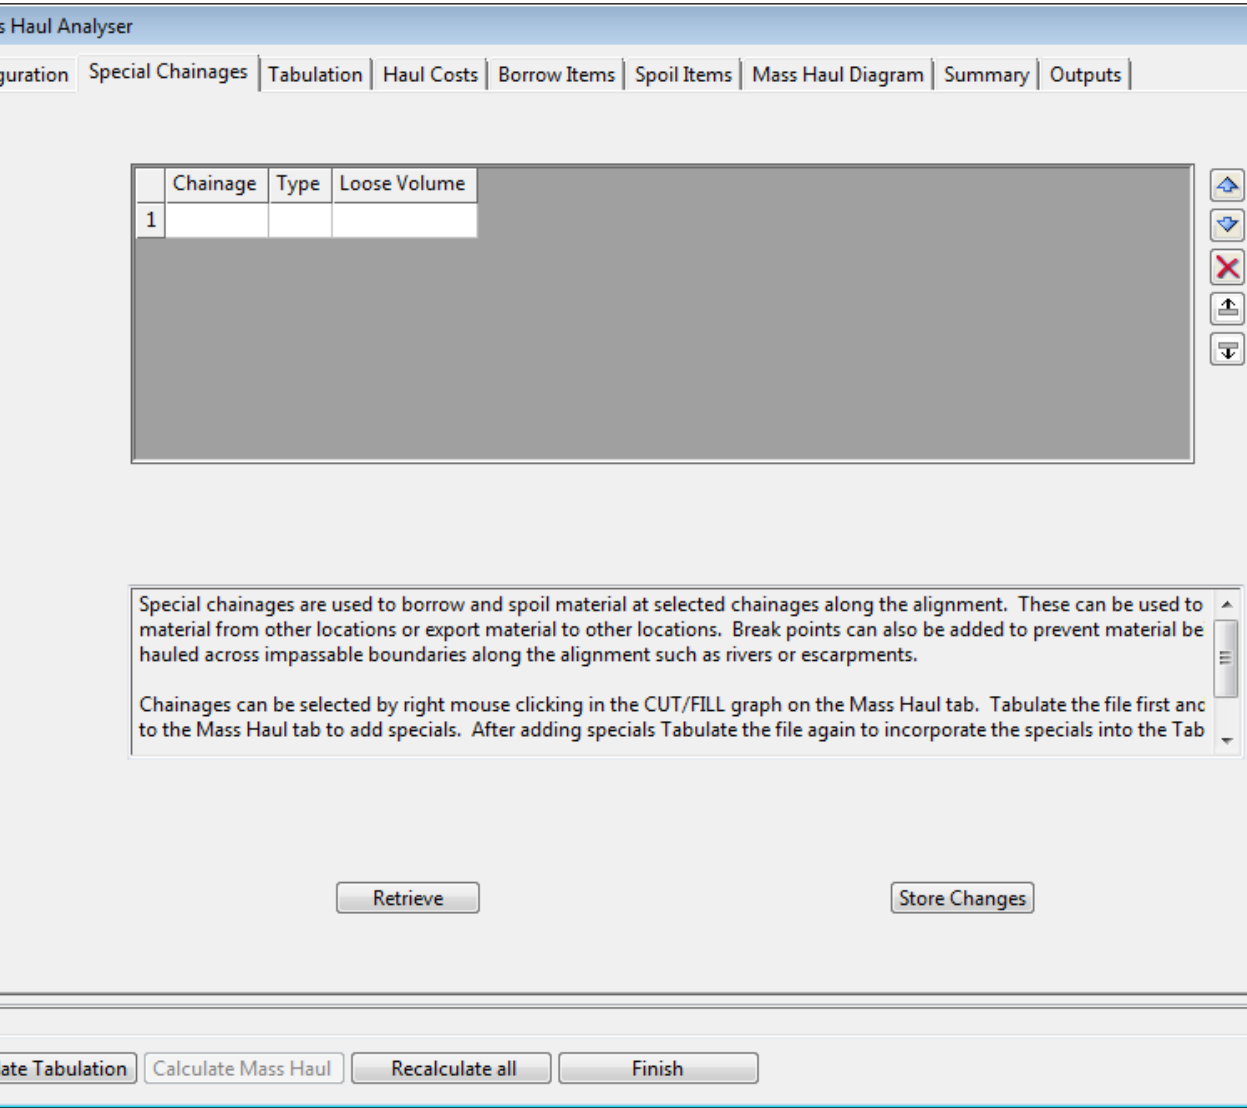 s Haul Analyser
guration Special Chainages Tabulation Haul Costs Borrow Items Spoil Items Mass Haul Diagram Summary Outputs
Chainage Type Loose Volume
1
Special chainages are used to borrow and spoil material at selected chainages along the alignment. These can be used to
material from other locations or export material to other locations. Break points can also be added to prevent material be
hauled across impassable boundaries along the alignment such as rivers or escarpments.
Chainages can be selected by right mouse clicking in the CUT/FILL graph on the Mass Haul tab. Tabulate the file first and
to the Mass Haul tab to add specials. After adding specials Tabulate the file again to incorporate the specials into the Tab
Retrieve Store Changes
ate Tabulation Calculate Mass Haul Recalculate all Finish